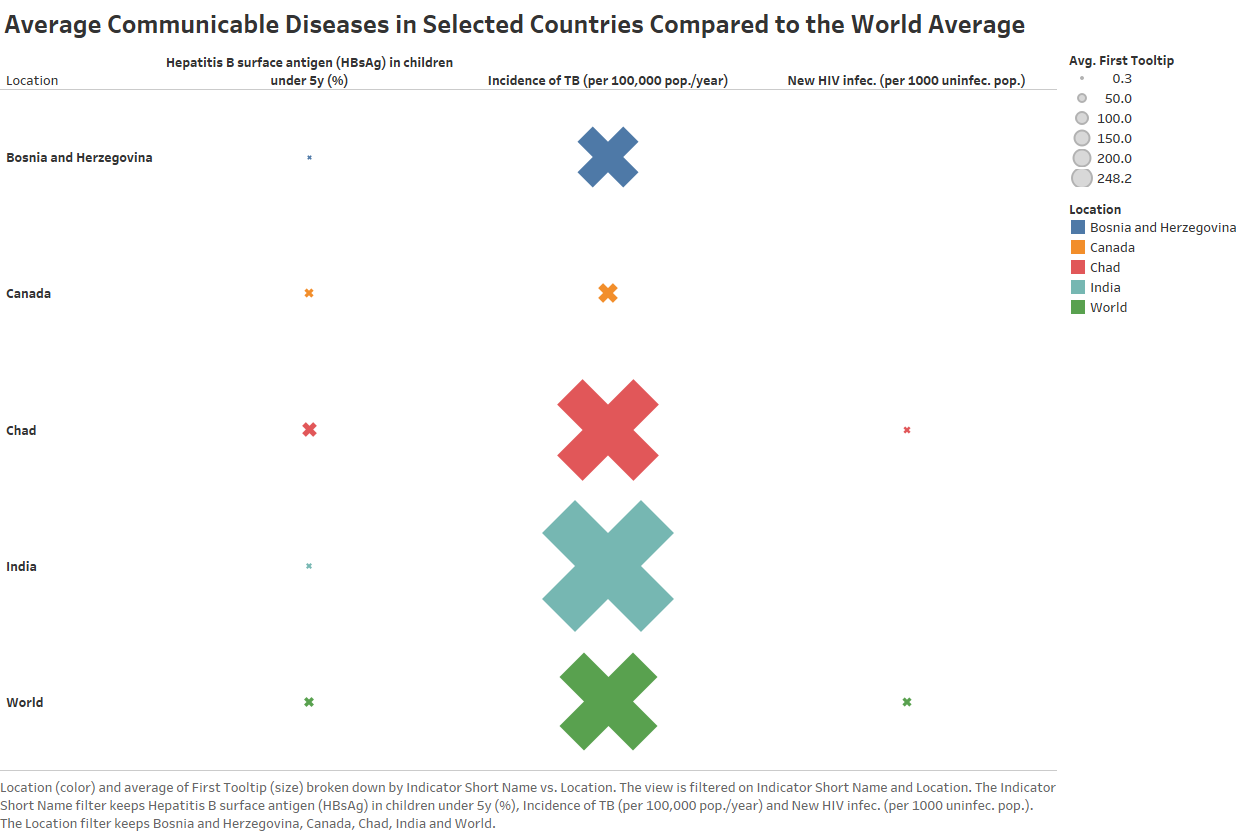 Average Communicable Diseases in Selected Countries Compared to the World Average
Hepatitis B surface antigen (HBsAg) in children
Location under 5y (%) Incidence of TB (per 100,000 pop./year) New HIV infec. (per 1000 uninfec. pop.)
Bosnia and Herzegovina
Canada
Chad
India
World
Avg. First Tooltip
0.3
50.0
100.0
150.0
200.0
248.2
Location
Bosnia and Herzegovina
Canada
Chad
India
World
Location (color) and average of First Tooltip (size) broken down by Indicator Short Name vs. Location. The view is filtered on Indicator Short Name and Location. The Indicator
Short Name filter keeps Hepatitis B surface antigen (HBsAg) in children under 5y (%), Incidence of TB (per 100,000 pop./year) and New HIV infec. (per 1000 uninfec. pop.).
The Location filter keeps Bosnia and Herzegovina, Canada, Chad, India and World.